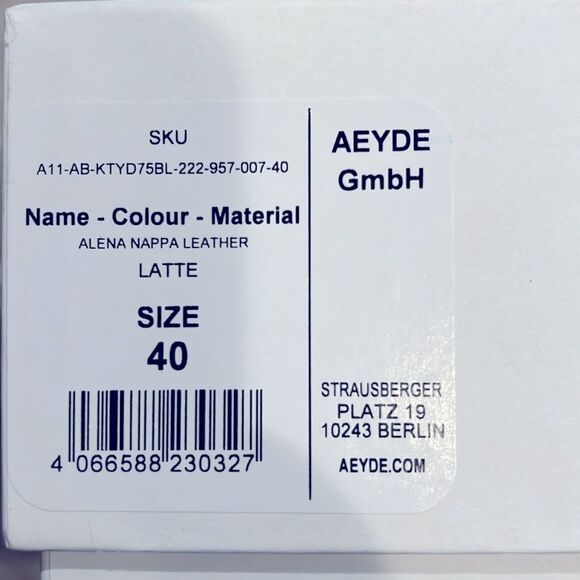 SKU
A11-AB-KTYD75BL-222-957-007-40
Name - Colour - Material
ALENA NAPPA LEATHER
LATTE
SIZE
40
4 066588 230327
AEYDE
GmbH
STRAUSBERGER
PLATZ 19
10243 BERLIN
AEYDE.COM